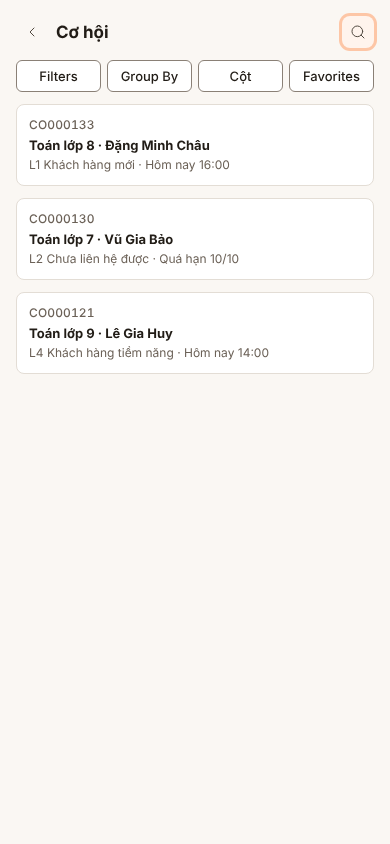 Cơ hội
Filters
Group By
Cột
Favorites
CO000133
Toán lớp 8 · Đặng Minh Châu
L1 Khách hàng mới · Hôm nay 16:00
CO000130
Toán lớp 7 · Vũ Gia Bảo
L2 Chưa liên hệ được · Quá hạn 10/10
CO000121
Toán lớp 9 · Lê Gia Huy
L4 Khách hàng tiềm năng · Hôm nay 14:00